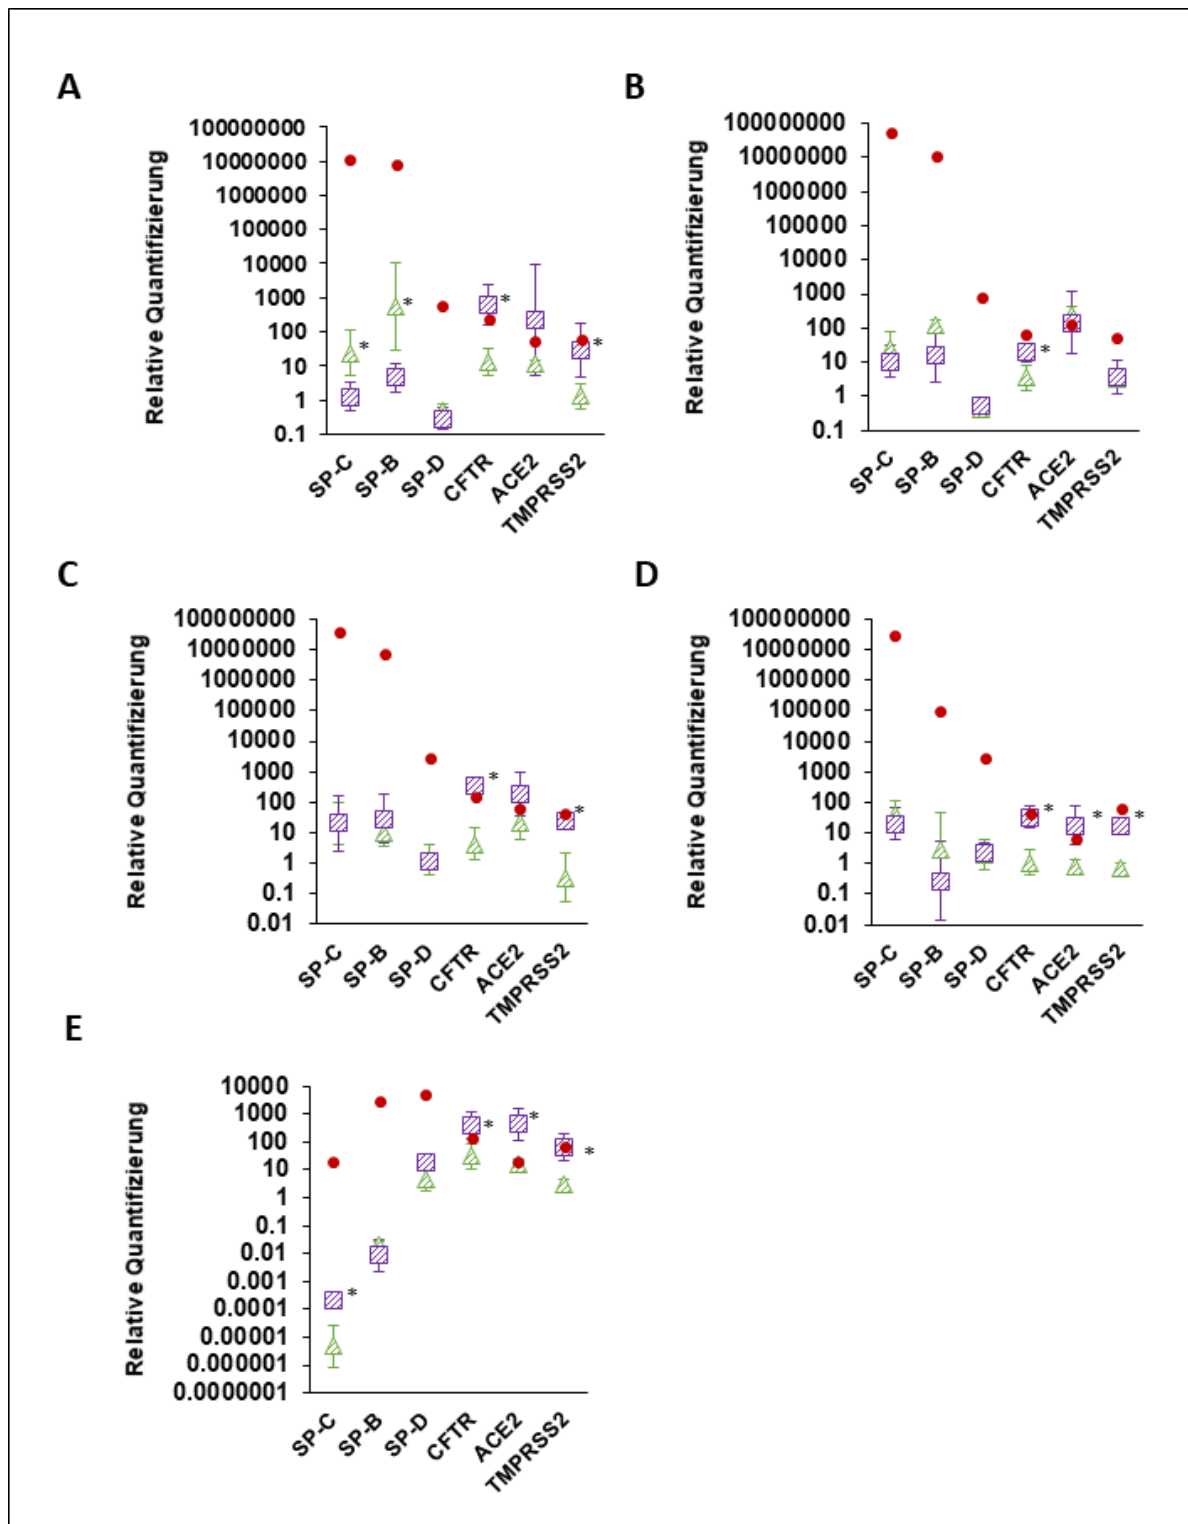 A
Relative Quantifizierung
100000000
10000000
1000000
100000
10000
1000
100
10
1
0.1
*
*
*
*
SP-C
SP-B
SP-D
CFTR
ACE2
TMPRSS2
B
Relative Quantifizierung
100000000
10000000
1000000
100000
10000
1000
100
10
1
0.1
*
SP-C
SP-B
SP-D
CFTR
ACE2
TMPRSS2
C
Relative Quantifizierung
100000000
10000000
1000000
100000
10000
1000
100
10
1
0.1
0.01
*
*
SP-C
SP-B
SP-D
CFTR
ACE2
TMPRSS2
D
Relative Quantifizierung
100000000
10000000
1000000
100000
10000
1000
100
10
1
0.1
0.01
*
*
*
SP-C
SP-B
SP-D
CFTR
ACE2
TMPRSS2
E
Relative Quantifizierung
10000
1000
100
10
1
0.1
0.01
0.001
0.0001
0.00001
0.000001
0.0000001
*
*
*
*
SP-C
SP-B
SP-D
CFTR
ACE2
TMPRSS2